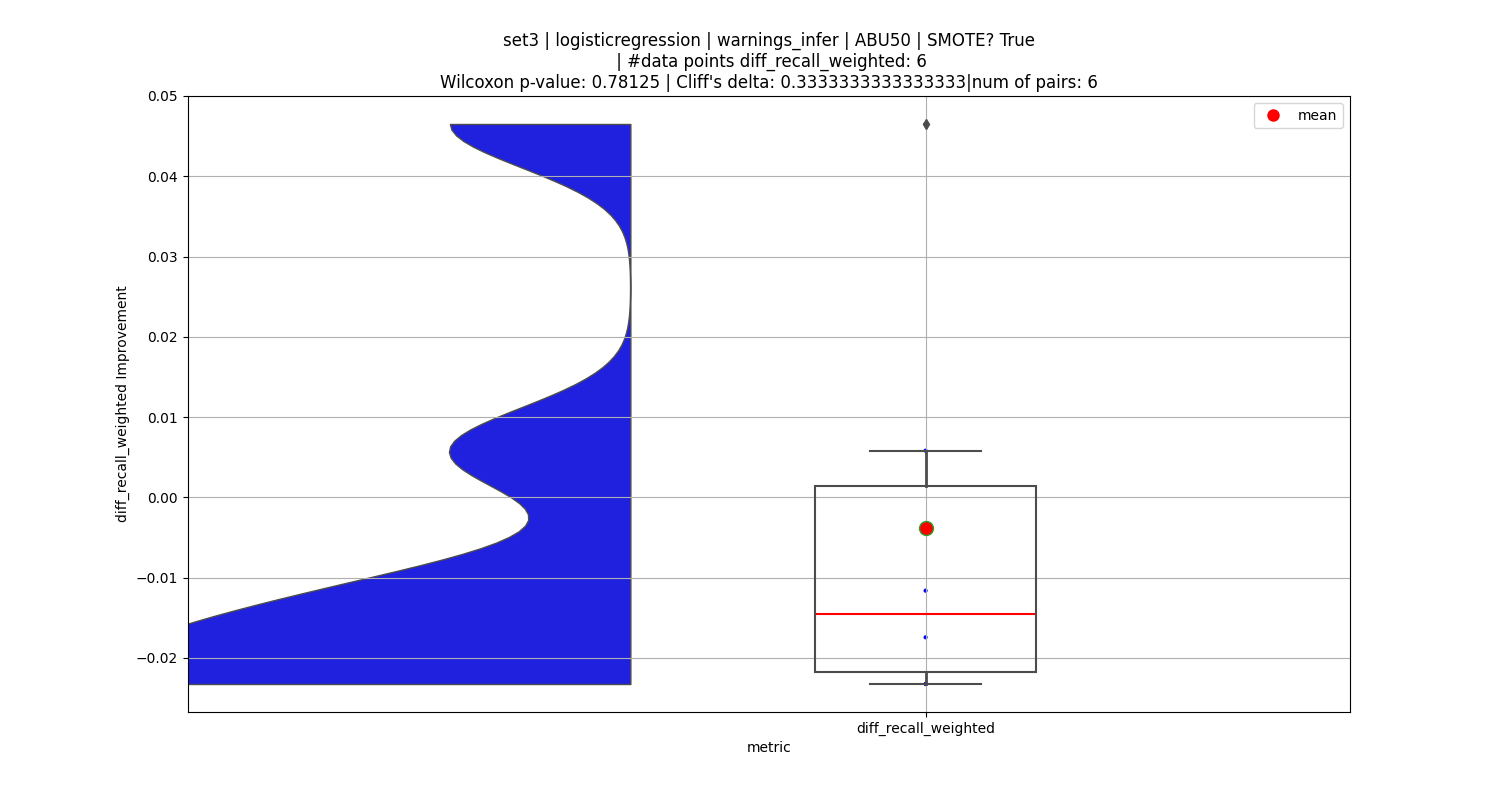 set3 | logisticregression | warnings_infer | ABU50 | SMOTE? True
| #data points diff_recall_weighted: 6
Wilcoxon p-value: 0.78125 | Cliff's delta: 0.3333333333333333|num of pairs: 6
mean
0.05
0.04
0.03
0.02
0.01
0.00
−0.01
−0.02
diff_recall_weighted Improvement
diff_recall_weighted
metric